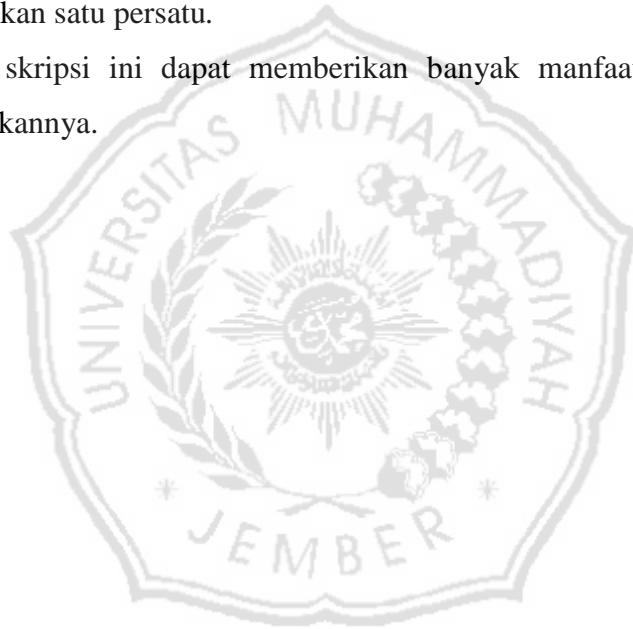 kan satu persatu.
skripsi ini dapat memberikan banyak manfaat
kannya.
UNIVERSITAS MUHAMMADIYAH
* JEMBER *